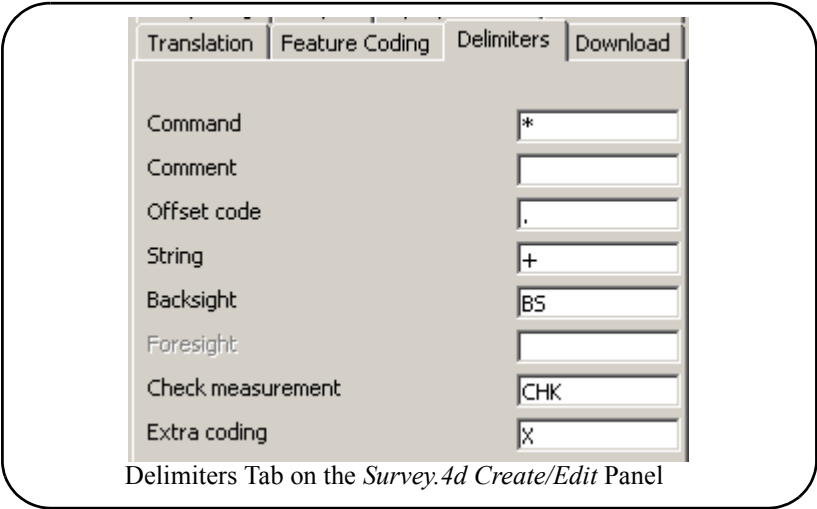 Translation Feature Coding Delimiters Download
Command *
Comment
Offset code .
String +
Backsight BS
Foresight
Check measurement CHK
Extra coding X
Delimiters Tab on the Survey.4d Create/Edit Panel